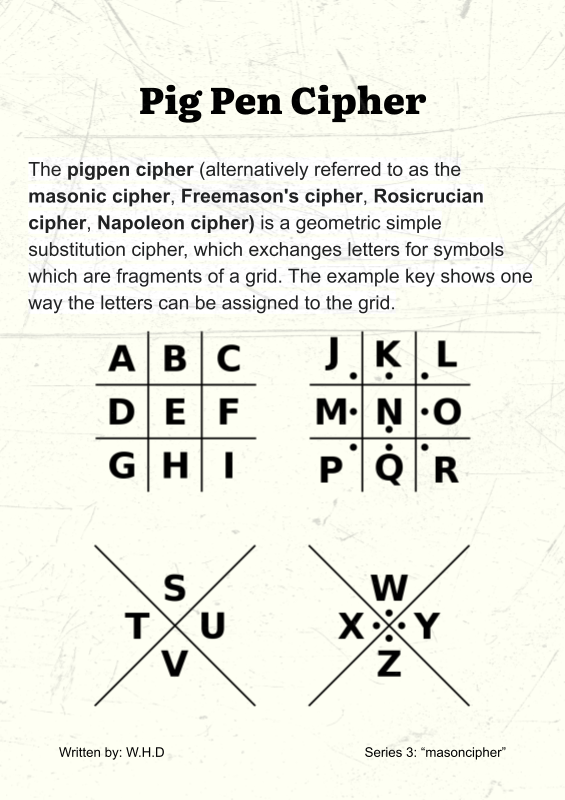 Pig Pen Cipher
The pigpen cipher (alternatively referred to as the
masonic cipher, Freemason's cipher, Rosicrucian
cipher, Napoleon cipher) is a geometric simple
substitution cipher, which exchanges letters for symbols
which are fragments of a grid. The example key shows one
way the letters can be assigned to the grid.
A B C
D E F
G H I
J K L
M N O
P Q R
S
T U
V
W
X Y
Z
Written by: W.H.D
Series 3: “masoncipher”